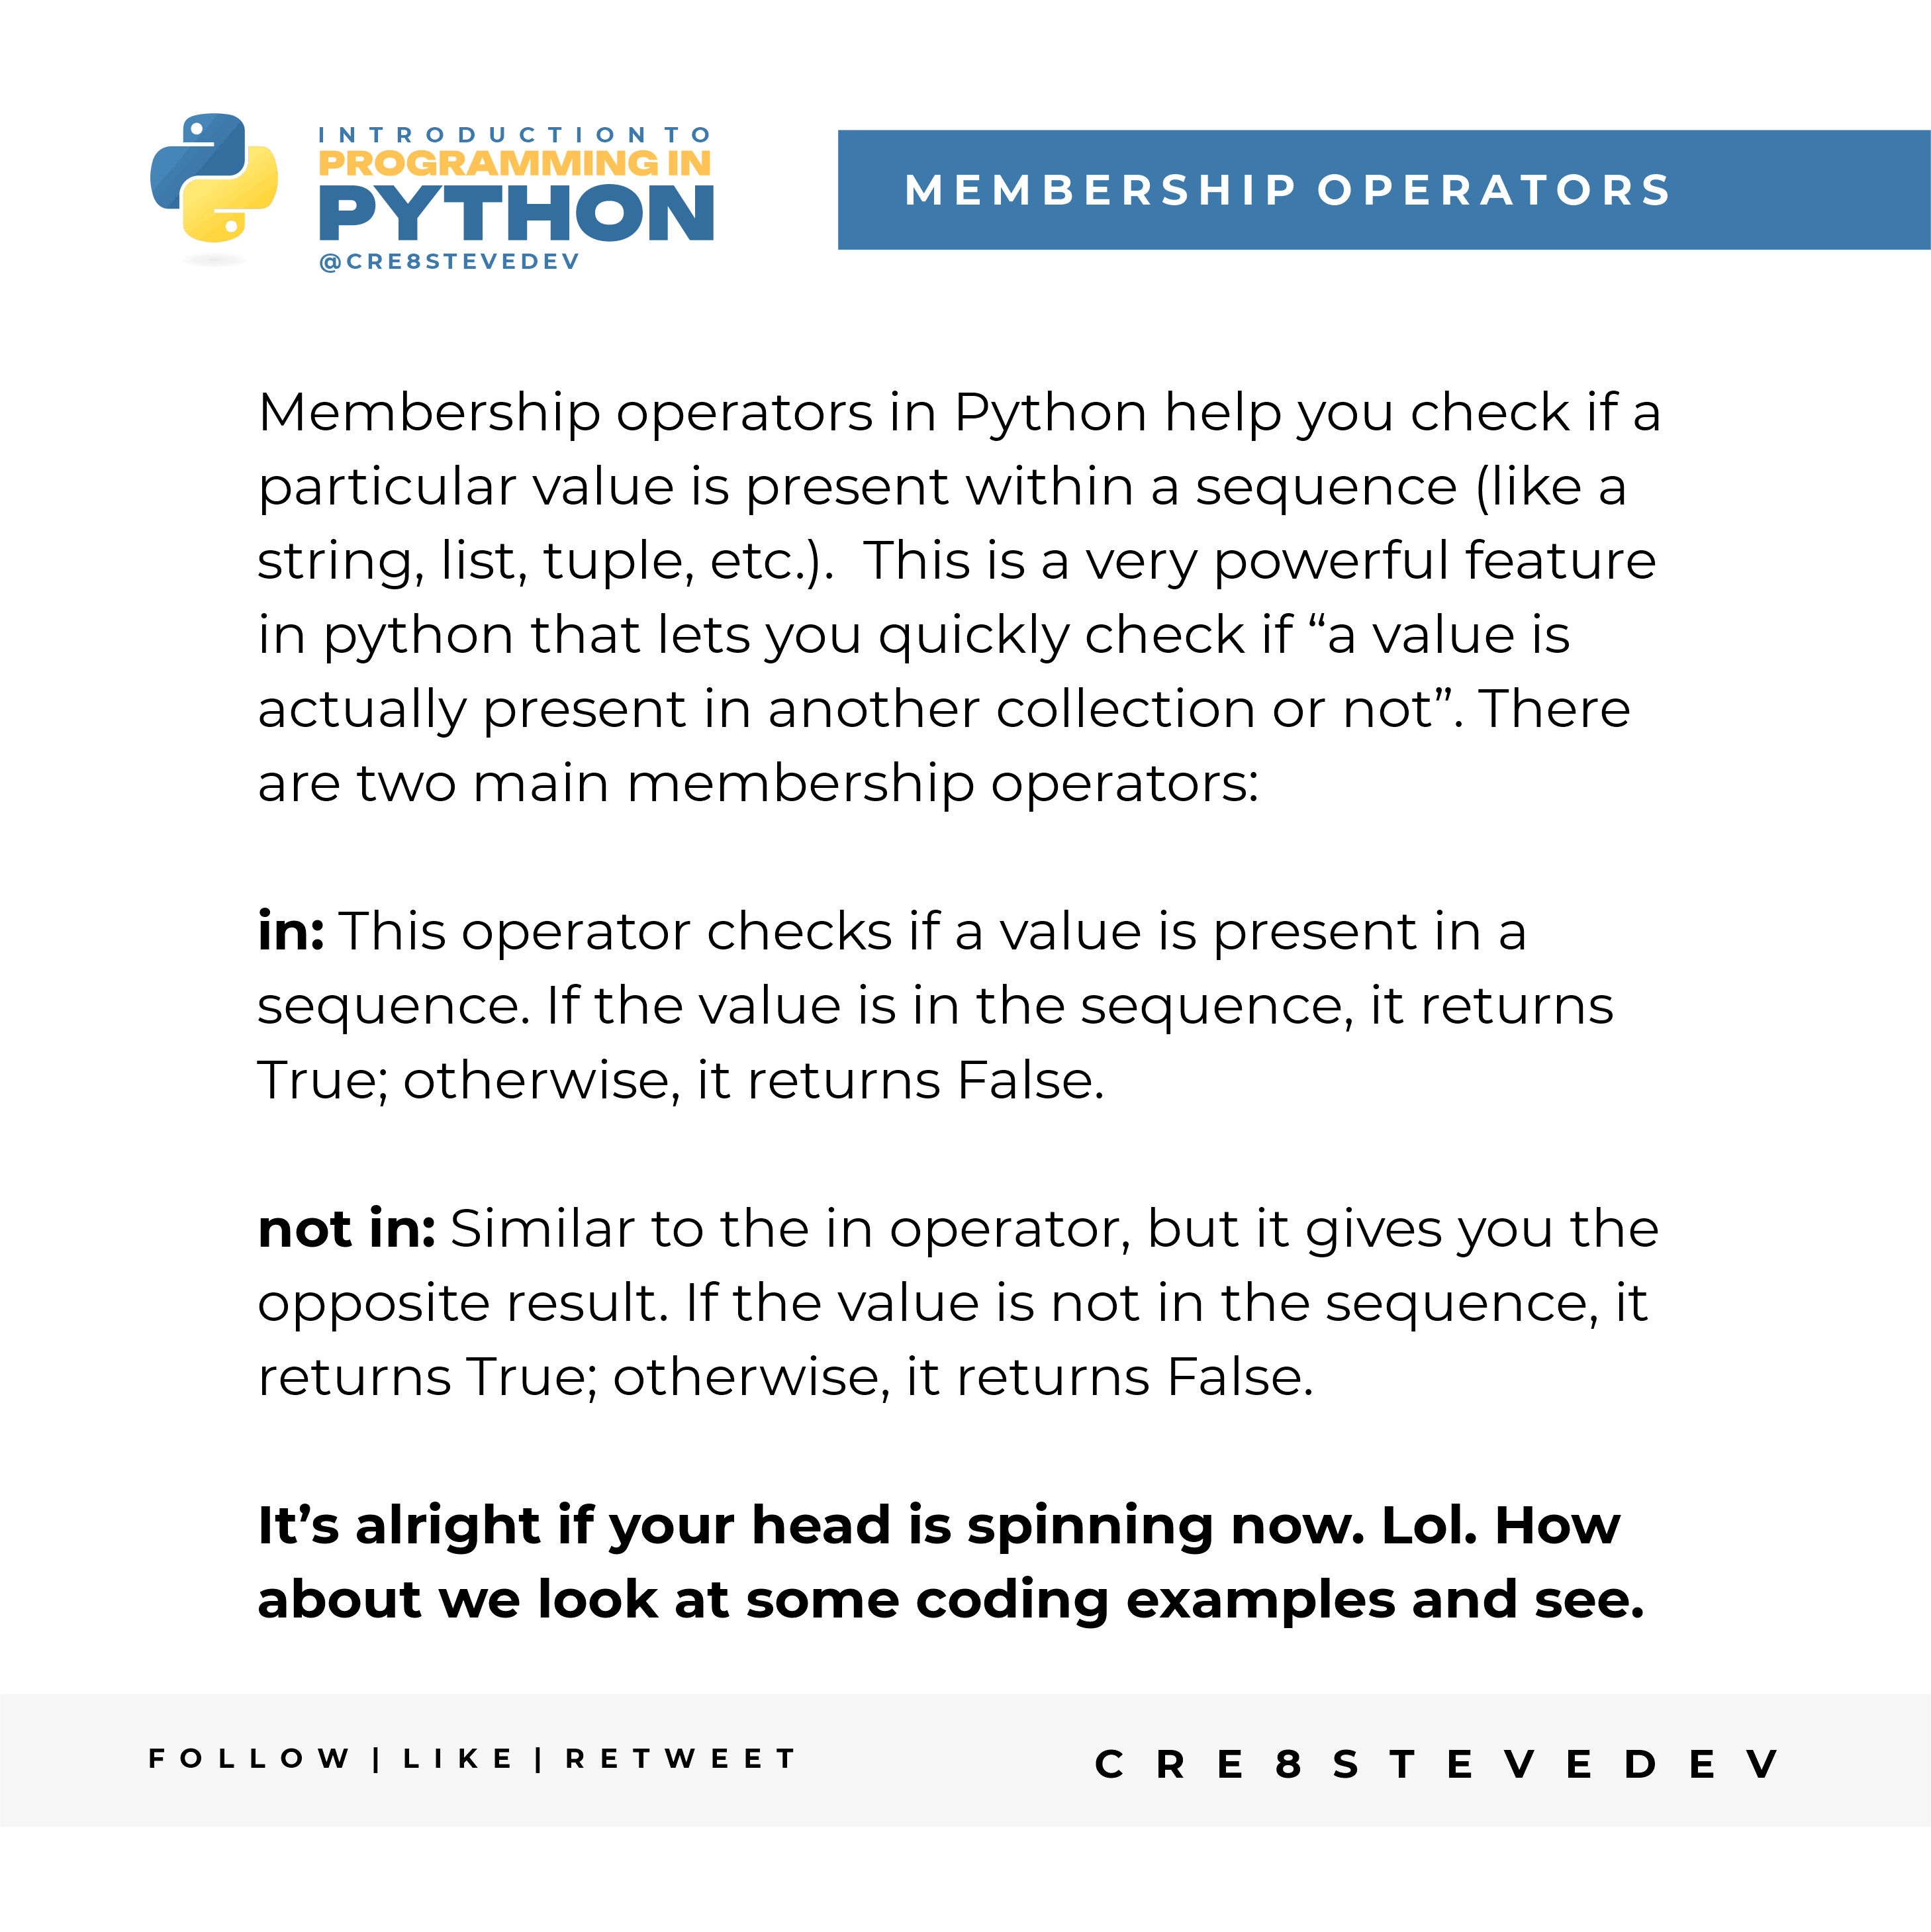 INTRODUCTION TO
PROGRAMMING IN
PYTHON
@CRE8STEVEDEV
MEMBERSHIP OPERATORS
Membership operators in Python help you check if a
particular value is present within a sequence (like a
string, list, tuple, etc.).  This is a very powerful feature
in python that lets you quickly check if “a value is
actually present in another collection or not”. There
are two main membership operators:
in: This operator checks if a value is present in a
sequence. If the value is in the sequence, it returns
True; otherwise, it returns False.
not in: Similar to the in operator, but it gives you the
opposite result. If the value is not in the sequence, it
returns True; otherwise, it returns False.
It’s alright if your head is spinning now. Lol. How
about we look at some coding examples and see.
FOLLOW | LIKE | RETWEET
CRE8STEVEDEV